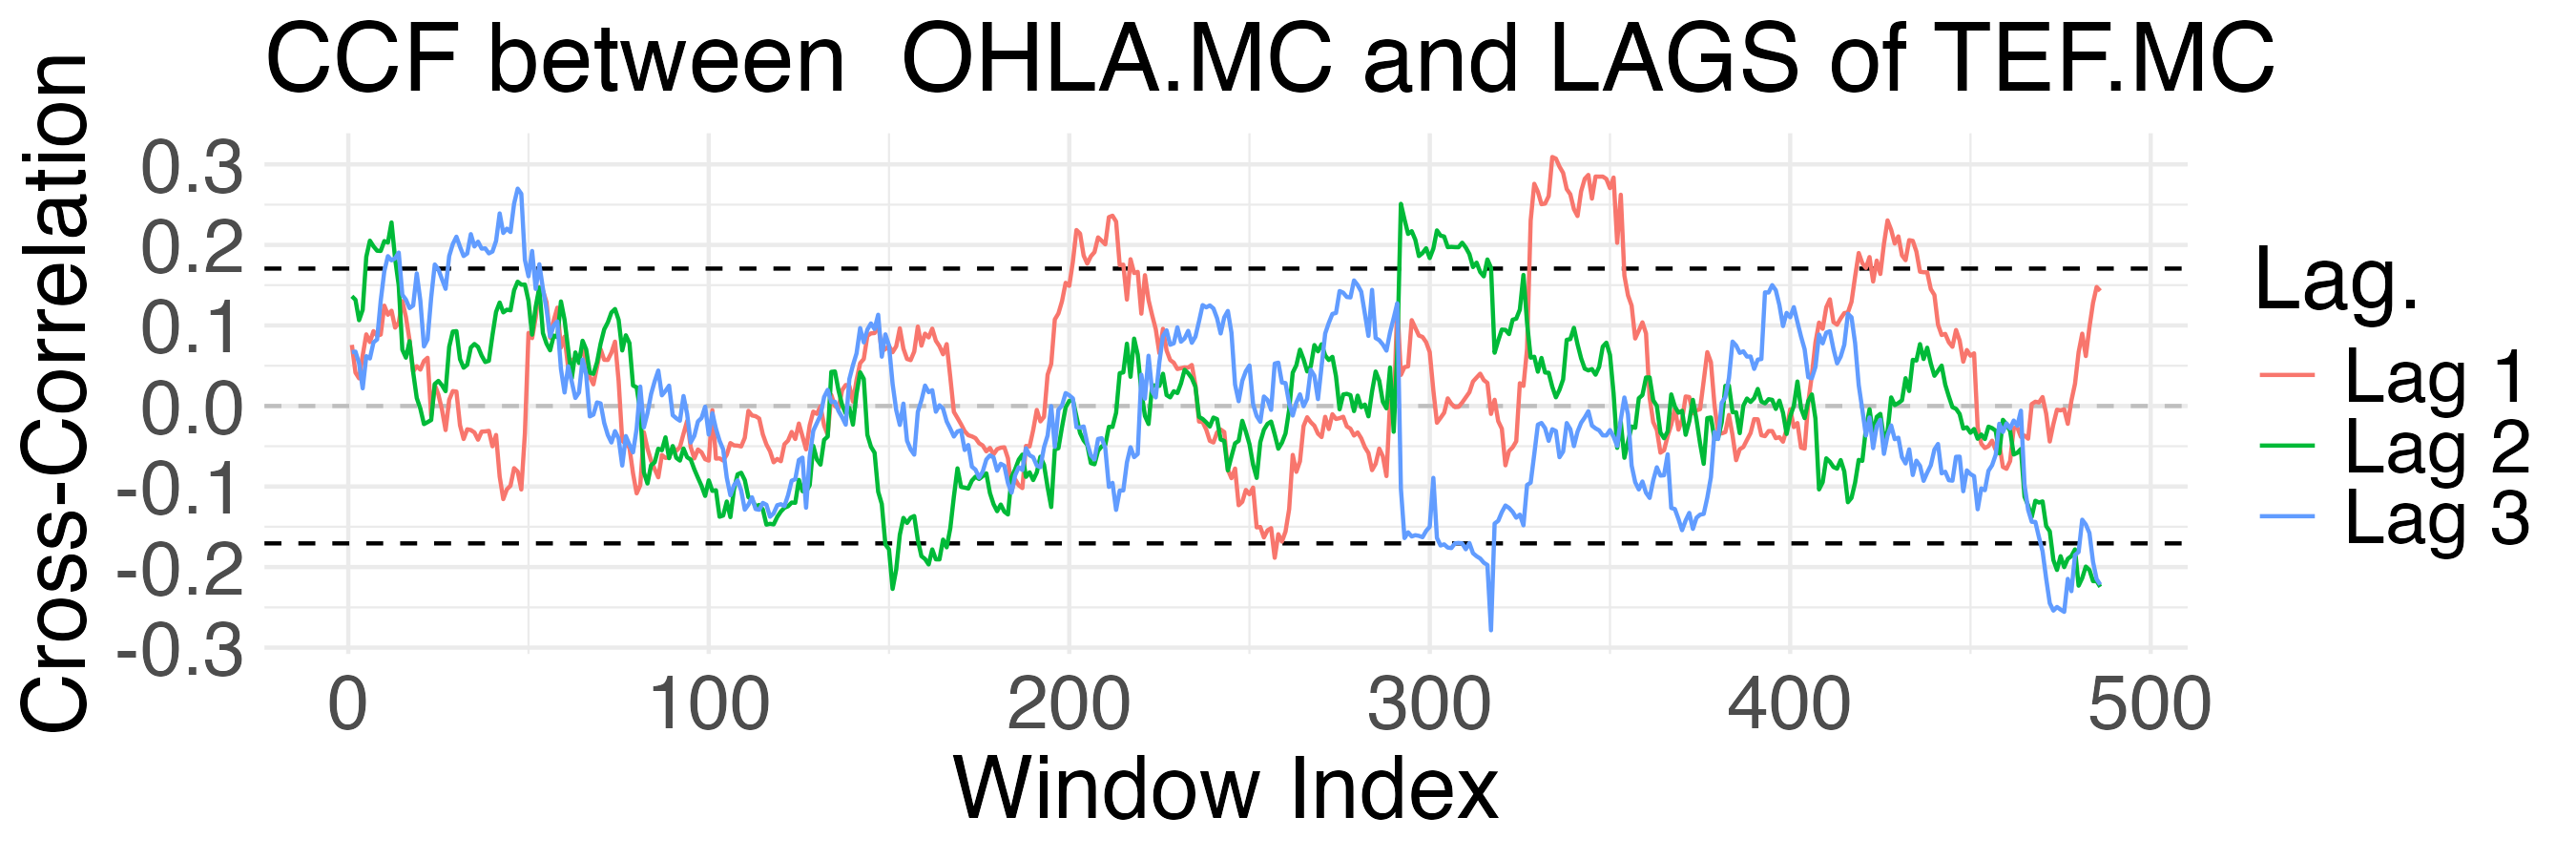 CCF between  OHLA.MC and LAGS of TEF.MC
Cross-Correlation
0.3
0.2
0.1
0.0
-0.1
-0.2
-0.3
0
100
200
300
400
500
Window Index
Lag.
Lag 1
Lag 2
Lag 3